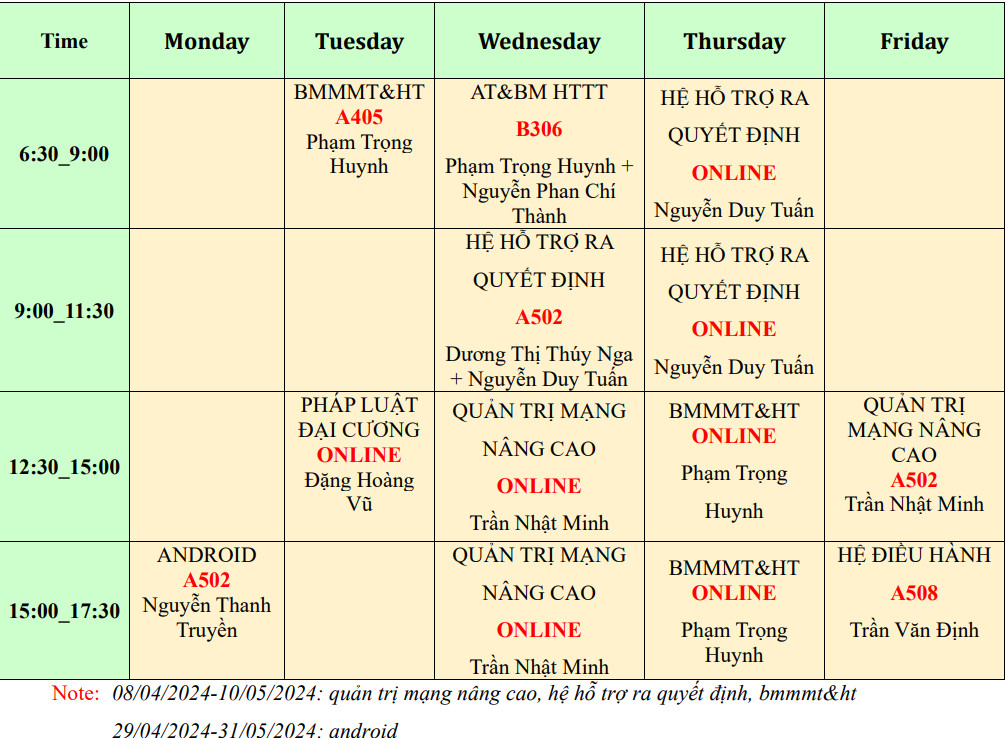 Time
Monday
Tuesday
Wednesday
Thursday
Friday
6:30_9:00
BMMMT&HT
A405
Phạm Trọng
Huynh
AT&BM HTTT
B306
Phạm Trọng Huynh +
Nguyễn Phan Chí
Thành
HỆ HỖ TRỢ RA
QUYẾT ĐỊNH
ONLINE
Nguyễn Duy Tuấn
9:00_11:30
HỆ HỖ TRỢ RA
QUYẾT ĐỊNH
A502
Dương Thị Thúy Nga
+ Nguyễn Duy Tuấn
HỆ HỖ TRỢ RA
QUYẾT ĐỊNH
ONLINE
Nguyễn Duy Tuấn
12:30_15:00
PHÁP LUẬT
ĐẠI CƯƠNG
ONLINE
Đặng Hoàng
Vũ
QUẢN TRỊ MẠNG
NÂNG CAO
ONLINE
Trần Nhật Minh
BMMMT&HT
ONLINE
Phạm Trọng
Huynh
QUẢN TRỊ
MẠNG NÂNG
CAO
A502
Trần Nhật Minh
15:00_17:30
ANDROID
A502
Nguyễn Thanh
Truyền
QUẢN TRỊ MẠNG
NÂNG CAO
ONLINE
Trần Nhật Minh
BMMMT&HT
ONLINE
Phạm Trọng
Huynh
HỆ ĐIỀU HÀNH
A508
Trần Văn Định
Note: 08/04/2024-10/05/2024: quản trị mạng nâng cao, hệ hỗ trợ ra quyết định, bmmmt&ht
29/04/2024-31/05/2024: android